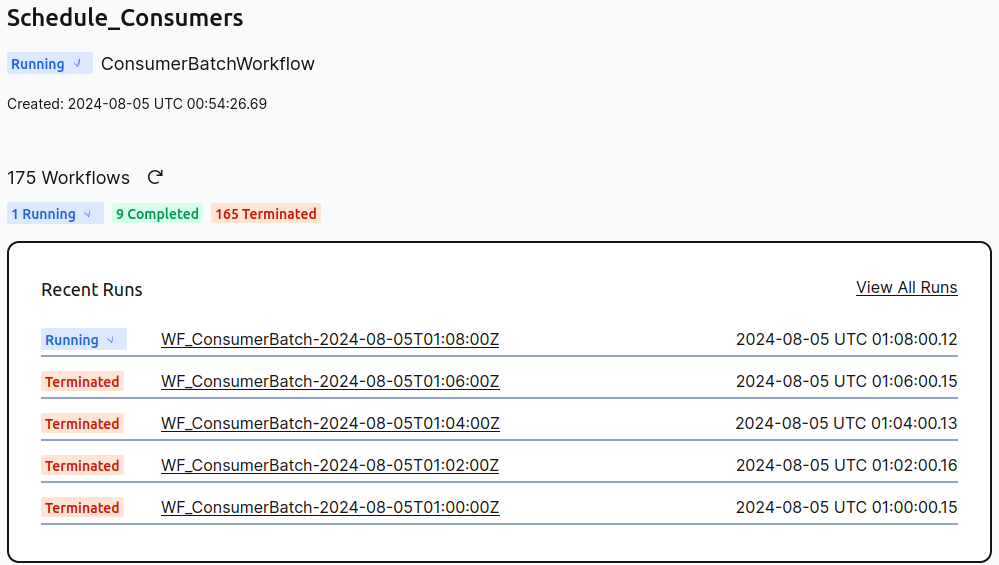 Schedule_Consumers
Running ConsumerBatchWorkflow
Created: 2024-08-05 UTC 00:54:26.69
175 Workflows
1 Running 9 Completed 165 Terminated
Recent Runs View All Runs
Running WF_ConsumerBatch-2024-08-05T01:08:00Z 2024-08-05 UTC 01:08:00.12
Terminated WF_ConsumerBatch-2024-08-05T01:06:00Z 2024-08-05 UTC 01:06:00.15
Terminated WF_ConsumerBatch-2024-08-05T01:04:00Z 2024-08-05 UTC 01:04:00.13
Terminated WF_ConsumerBatch-2024-08-05T01:02:00Z 2024-08-05 UTC 01:02:00.16
Terminated WF_ConsumerBatch-2024-08-05T01:00:00Z 2024-08-05 UTC 01:00:00.15